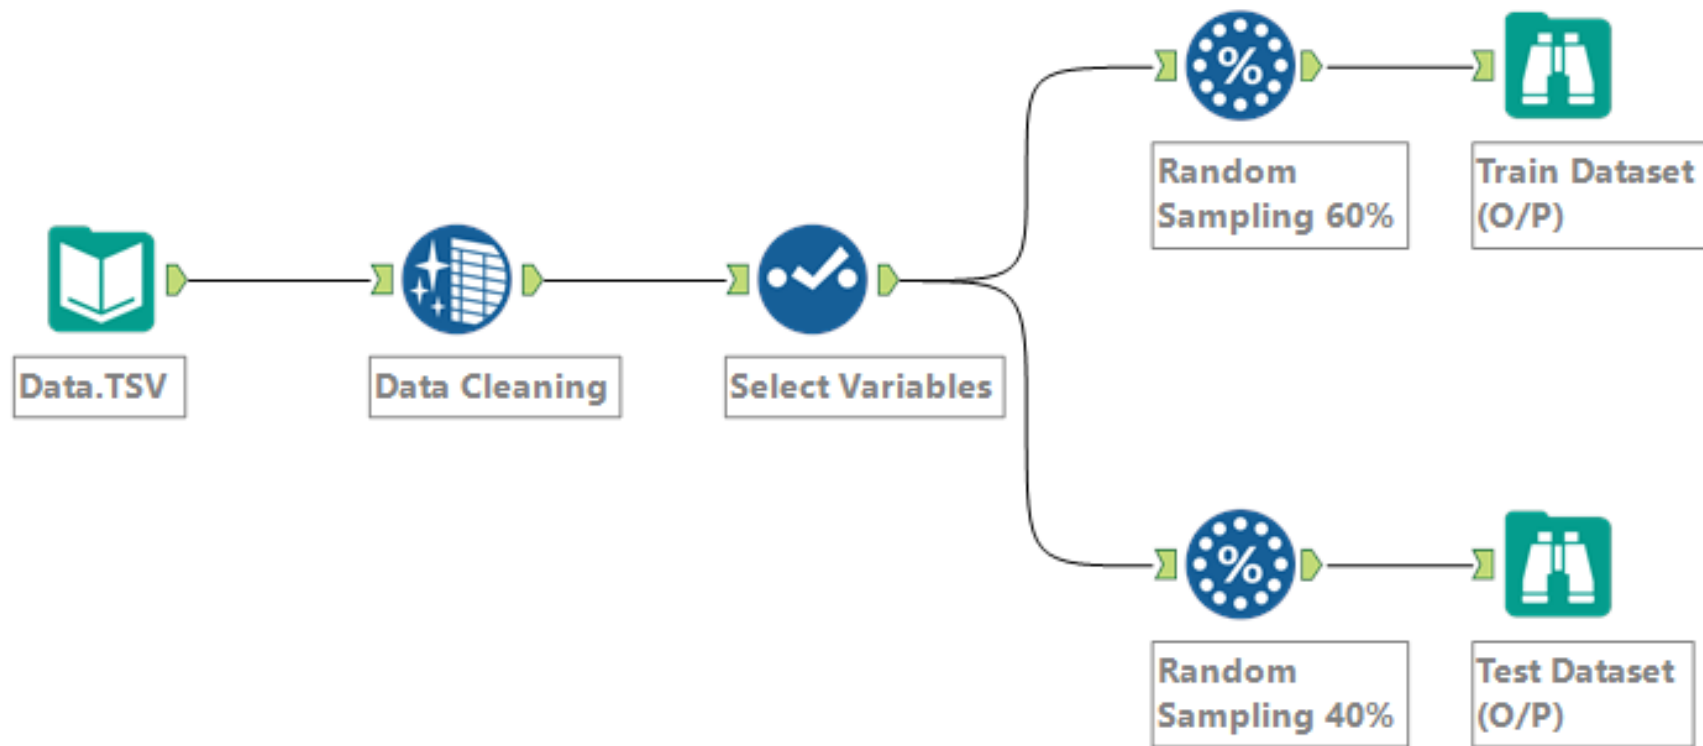 Random
Sampling 60%
Train Dataset
(O/P)
Data.TSV
Data Cleaning
Select Variables
Random
Sampling 40%
Test Dataset
(O/P)
%
%